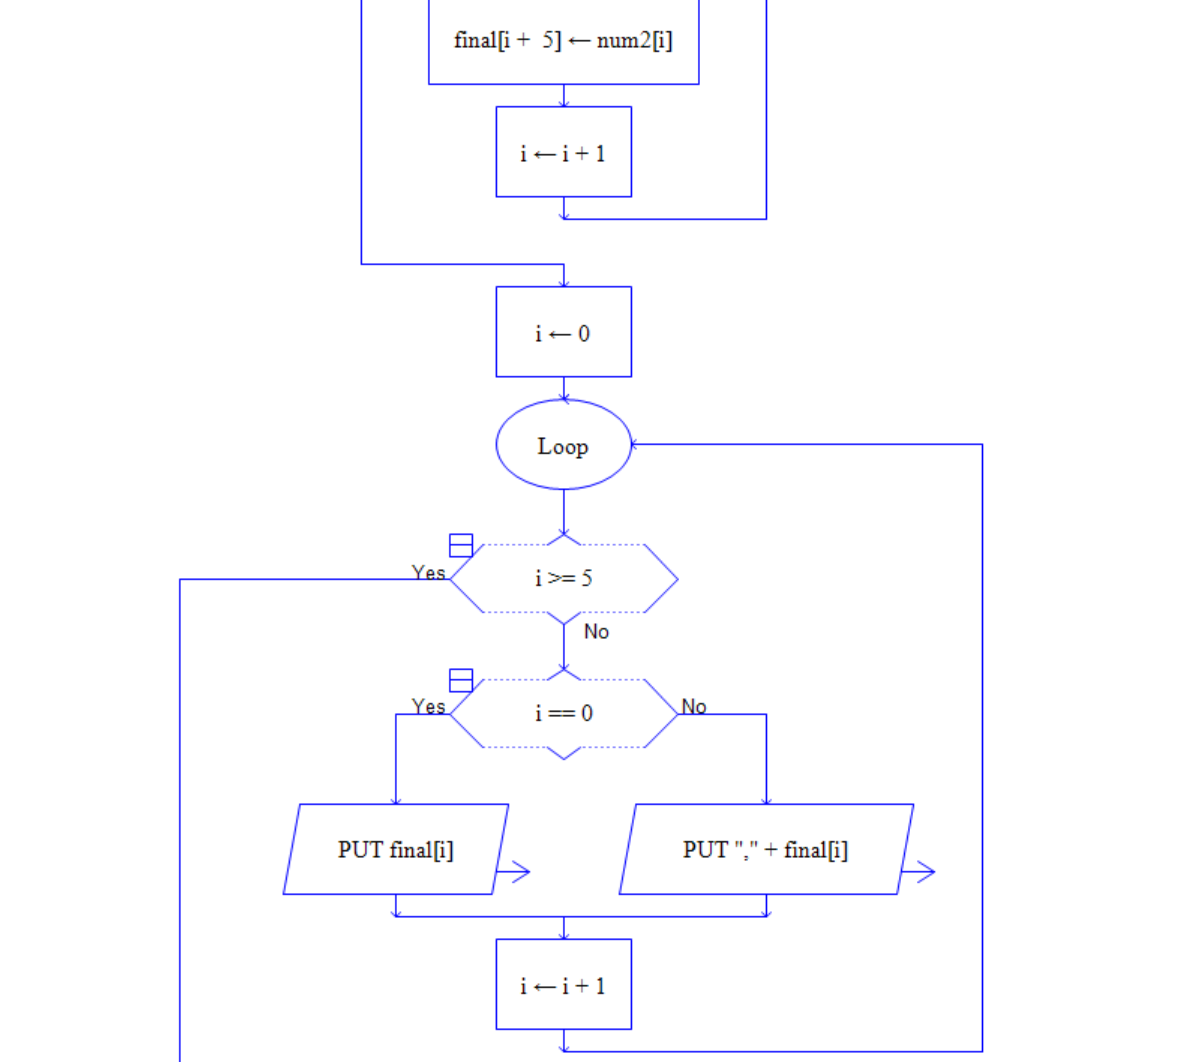 final[i +  5] ← num2[i]
i ← i + 1
i ← 0
Loop
Yes
i >= 5
No
Yes
i == 0
No
PUT final[i]
PUT "," + final[i]
i ← i + 1